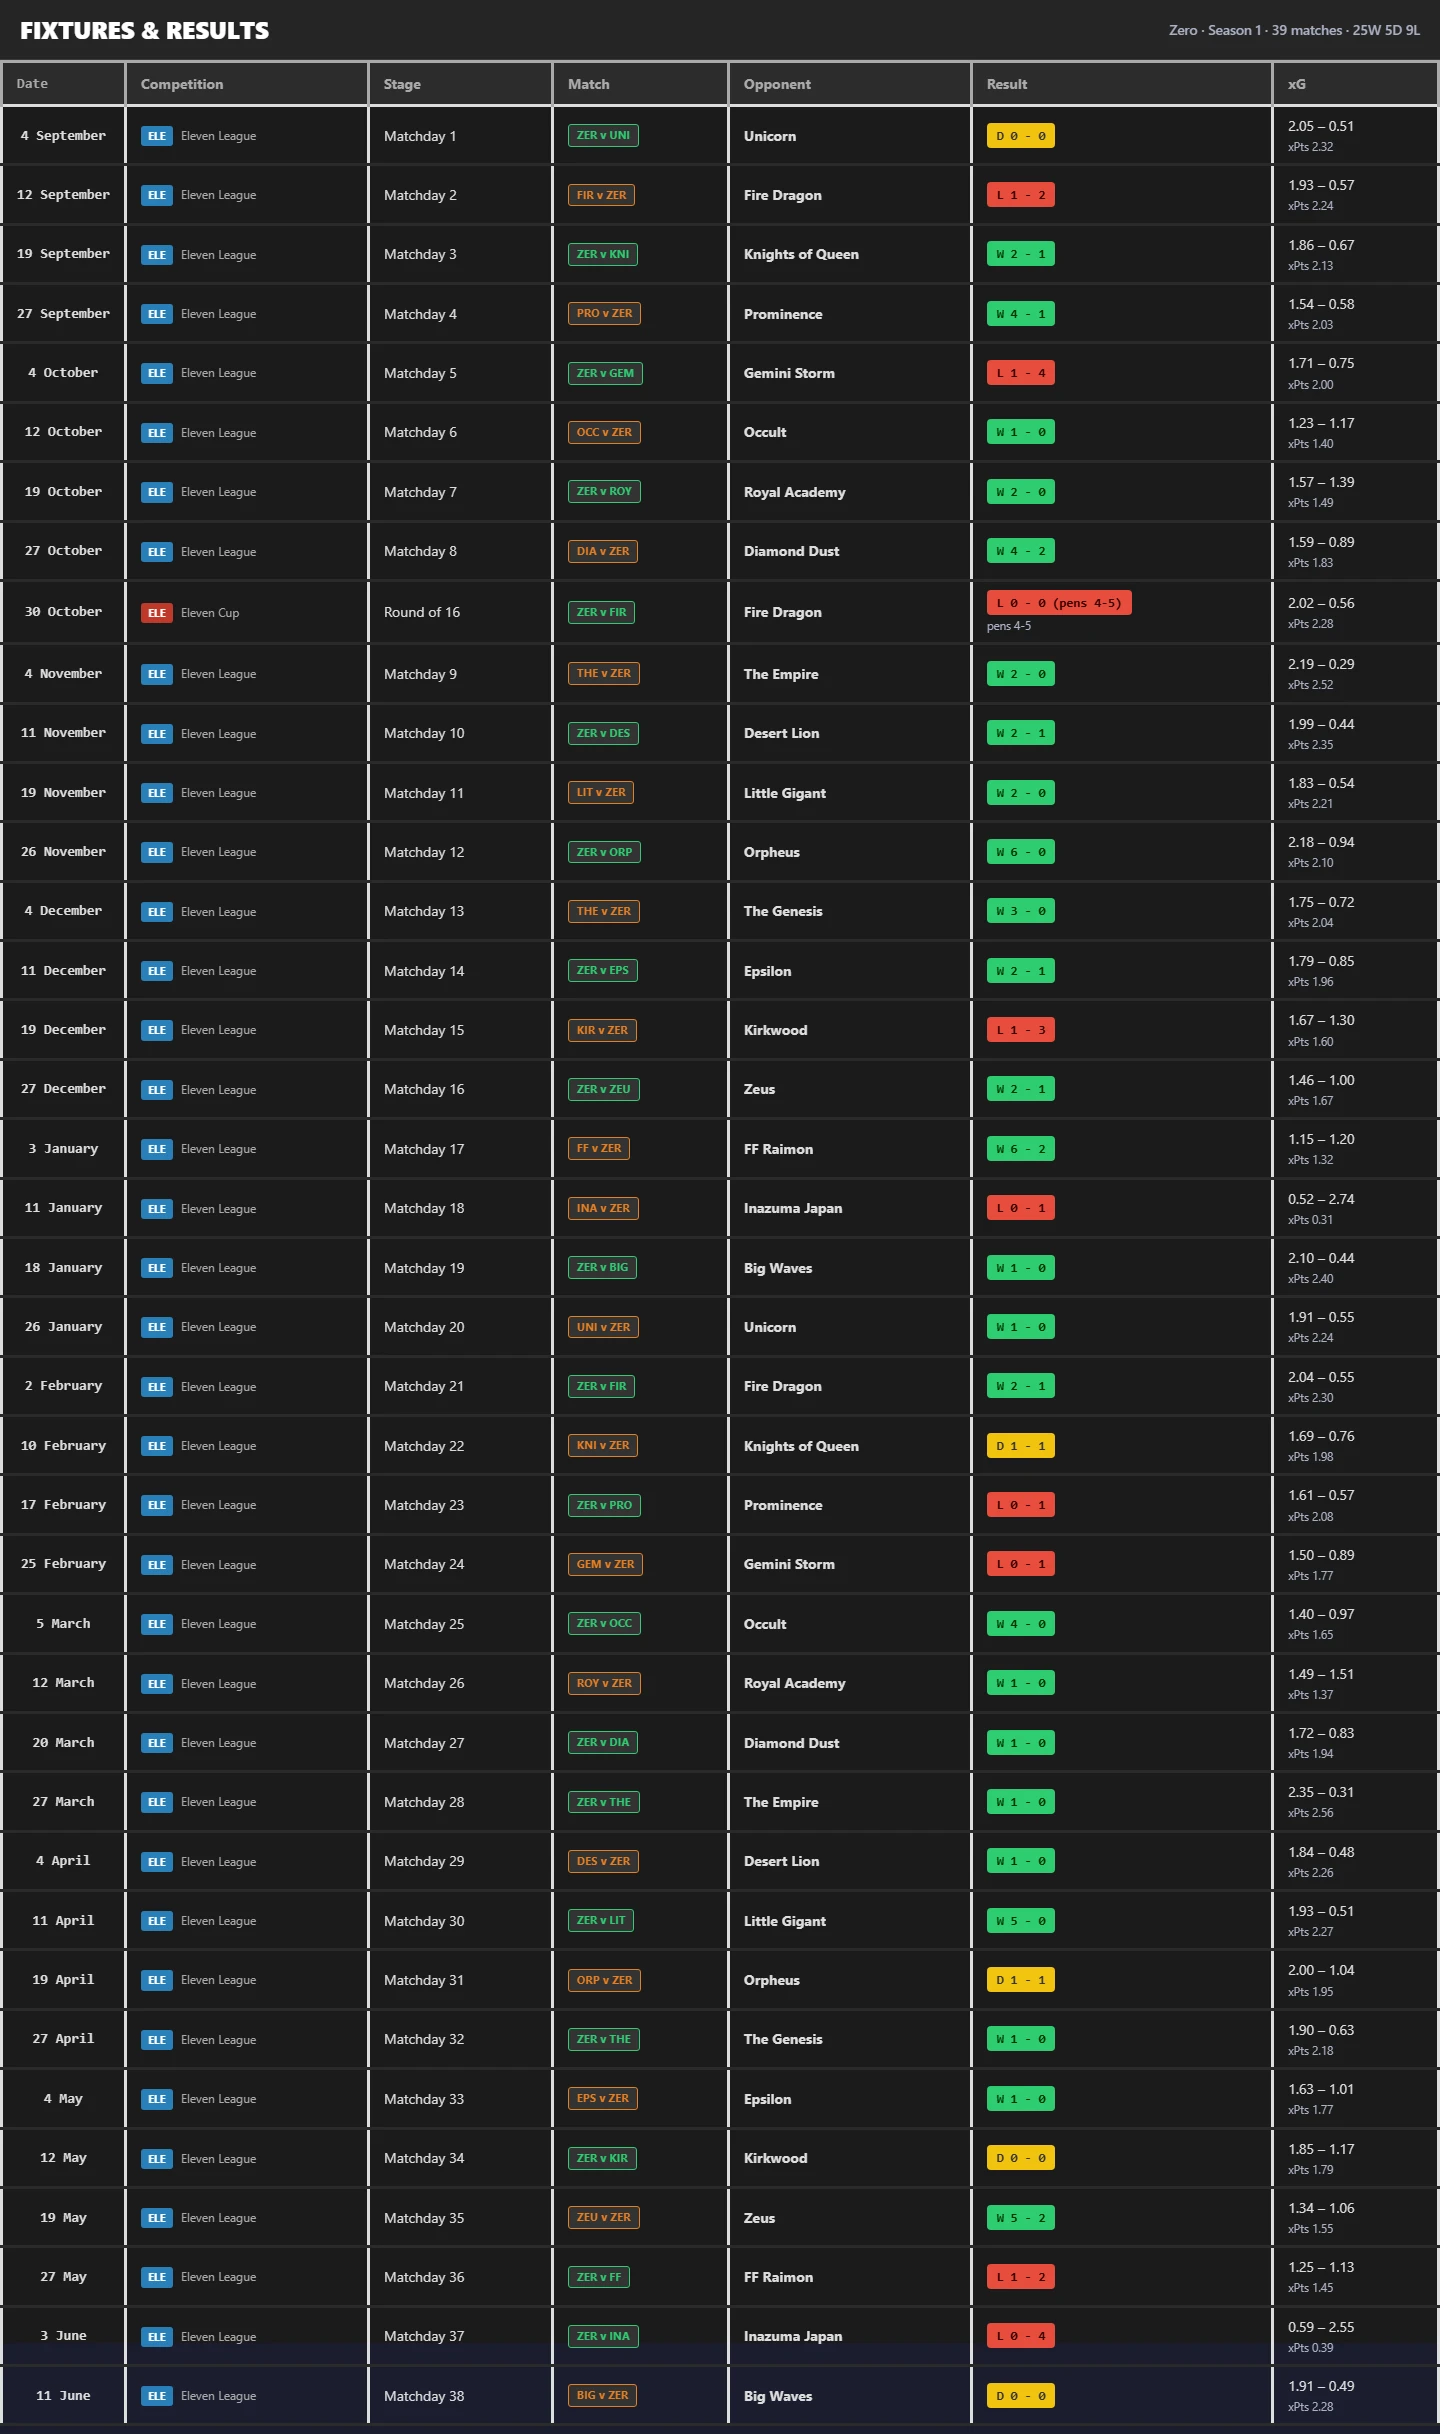 FIXTURES & RESULTS
Zero · Season 1 · 39 matches · 25W 5D 9L
Date Competition Stage Match Opponent Result xG
4 September ELE Eleven League Matchday 1 ZER v UNI Unicorn D 0 - 0 2.05 – 0.51
xPts 2.32
12 September ELE Eleven League Matchday 2 FIR v ZER Fire Dragon L 1 - 2 1.93 – 0.57
xPts 2.24
19 September ELE Eleven League Matchday 3 ZER v KNI Knights of Queen W 2 - 1 1.86 – 0.67
xPts 2.13
27 September ELE Eleven League Matchday 4 PRO v ZER Prominence W 4 - 1 1.54 – 0.58
xPts 2.03
4 October ELE Eleven League Matchday 5 ZER v GEM Gemini Storm L 1 - 4 1.71 – 0.75
xPts 2.00
12 October ELE Eleven League Matchday 6 OCC v ZER Occult W 1 - 0 1.23 – 1.17
xPts 1.40
19 October ELE Eleven League Matchday 7 ZER v ROY Royal Academy W 2 - 0 1.57 – 1.39
xPts 1.49
27 October ELE Eleven League Matchday 8 DIA v ZER Diamond Dust W 4 - 2 1.59 – 0.89
xPts 1.83
30 October ELE Eleven Cup Round of 16 ZER v FIR Fire Dragon L 0 - 0 (pens 4-5) 2.02 – 0.56
pens 4-5 xPts 2.28
4 November ELE Eleven League Matchday 9 THE v ZER The Empire W 2 - 0 2.19 – 0.29
xPts 2.52
11 November ELE Eleven League Matchday 10 ZER v DES Desert Lion W 2 - 1 1.99 – 0.44
xPts 2.35
19 November ELE Eleven League Matchday 11 LIT v ZER Little Gigant W 2 - 0 1.83 – 0.54
xPts 2.21
26 November ELE Eleven League Matchday 12 ZER v ORP Orpheus W 6 - 0 2.18 – 0.94
xPts 2.10
4 December ELE Eleven League Matchday 13 THE v ZER The Genesis W 3 - 0 1.75 – 0.72
xPts 2.04
11 December ELE Eleven League Matchday 14 ZER v EPS Epsilon W 2 - 1 1.79 – 0.85
xPts 1.96
19 December ELE Eleven League Matchday 15 KIR v ZER Kirkwood L 1 - 3 1.67 – 1.30
xPts 1.60
27 December ELE Eleven League Matchday 16 ZER v ZEU Zeus W 2 - 1 1.46 – 1.00
xPts 1.67
3 January ELE Eleven League Matchday 17 FF v ZER FF Raimon W 6 - 2 1.15 – 1.20
xPts 1.32
11 January ELE Eleven League Matchday 18 INA v ZER Inazuma Japan L 0 - 1 0.52 – 2.74
xPts 0.31
18 January ELE Eleven League Matchday 19 ZER v BIG Big Waves W 1 - 0 2.10 – 0.44
xPts 2.40
26 January ELE Eleven League Matchday 20 UNI v ZER Unicorn W 1 - 0 1.91 – 0.55
xPts 2.24
2 February ELE Eleven League Matchday 21 ZER v FIR Fire Dragon W 2 - 1 2.04 – 0.55
xPts 2.30
10 February ELE Eleven League Matchday 22 KNI v ZER Knights of Queen D 1 - 1 1.69 – 0.76
xPts 1.98
17 February ELE Eleven League Matchday 23 ZER v PRO Prominence L 0 - 1 1.61 – 0.57
xPts 2.08
25 February ELE Eleven League Matchday 24 GEM v ZER Gemini Storm L 0 - 1 1.50 – 0.89
xPts 1.77
5 March ELE Eleven League Matchday 25 ZER v OCC Occult W 4 - 0 1.40 – 0.97
xPts 1.65
12 March ELE Eleven League Matchday 26 ROY v ZER Royal Academy W 1 - 0 1.49 – 1.51
xPts 1.37
20 March ELE Eleven League Matchday 27 ZER v DIA Diamond Dust W 1 - 0 1.72 – 0.83
xPts 1.94
27 March ELE Eleven League Matchday 28 ZER v THE The Empire W 1 - 0 2.35 – 0.31
xPts 2.56
4 April ELE Eleven League Matchday 29 DES v ZER Desert Lion W 1 - 0 1.84 – 0.48
xPts 2.26
11 April ELE Eleven League Matchday 30 ZER v LIT Little Gigant W 5 - 0 1.93 – 0.51
xPts 2.27
19 April ELE Eleven League Matchday 31 ORP v ZER Orpheus D 1 - 1 2.00 – 1.04
xPts 1.95
27 April ELE Eleven League Matchday 32 ZER v THE The Genesis W 1 - 0 1.90 – 0.63
xPts 2.18
4 May ELE Eleven League Matchday 33 EPS v ZER Epsilon W 1 - 0 1.63 – 1.01
xPts 1.77
12 May ELE Eleven League Matchday 34 ZER v KIR Kirkwood D 0 - 0 1.85 – 1.17
xPts 1.79
19 May ELE Eleven League Matchday 35 ZEU v ZER Zeus W 5 - 2 1.34 – 1.06
xPts 1.55
27 May ELE Eleven League Matchday 36 ZER v FF FF Raimon L 1 - 2 1.25 – 1.13
xPts 1.45
3 June ELE Eleven League Matchday 37 ZER v INA Inazuma Japan L 0 - 4 0.59 – 2.55
xPts 0.39
11 June ELE Eleven League Matchday 38 BIG v ZER Big Waves D 0 - 0 1.91 – 0.49
xPts 2.28